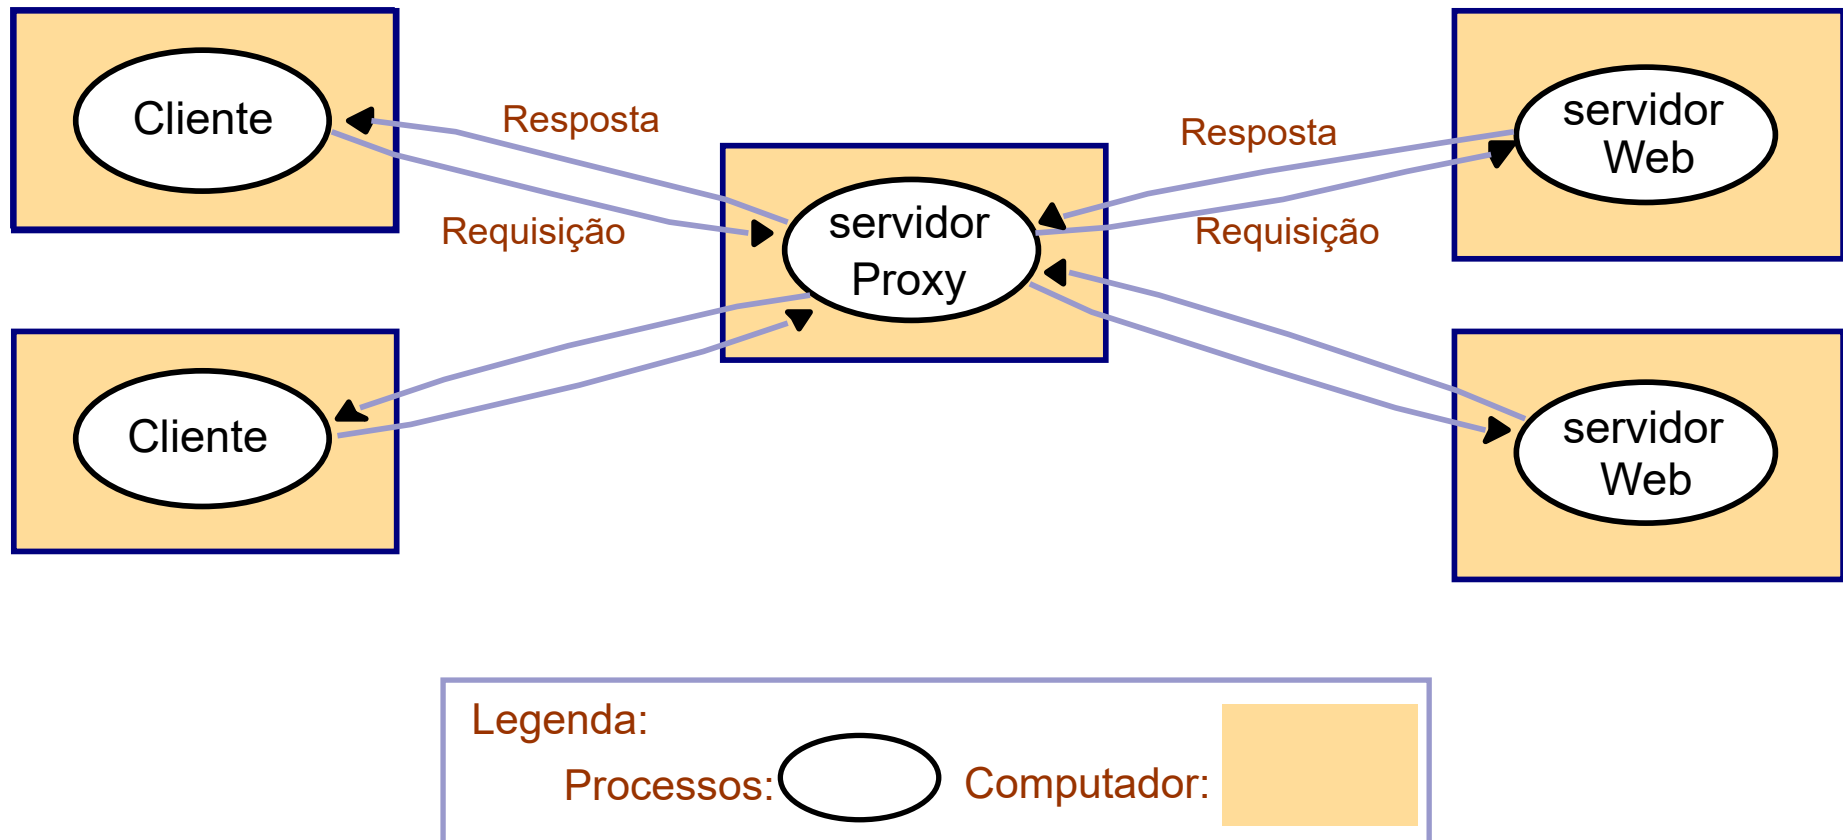 Cliente
Resposta
Requisição
servidor
Proxy
Resposta
Requisição
servidor
Web
Cliente
servidor
Web
Legenda:
Processos:
Computador: